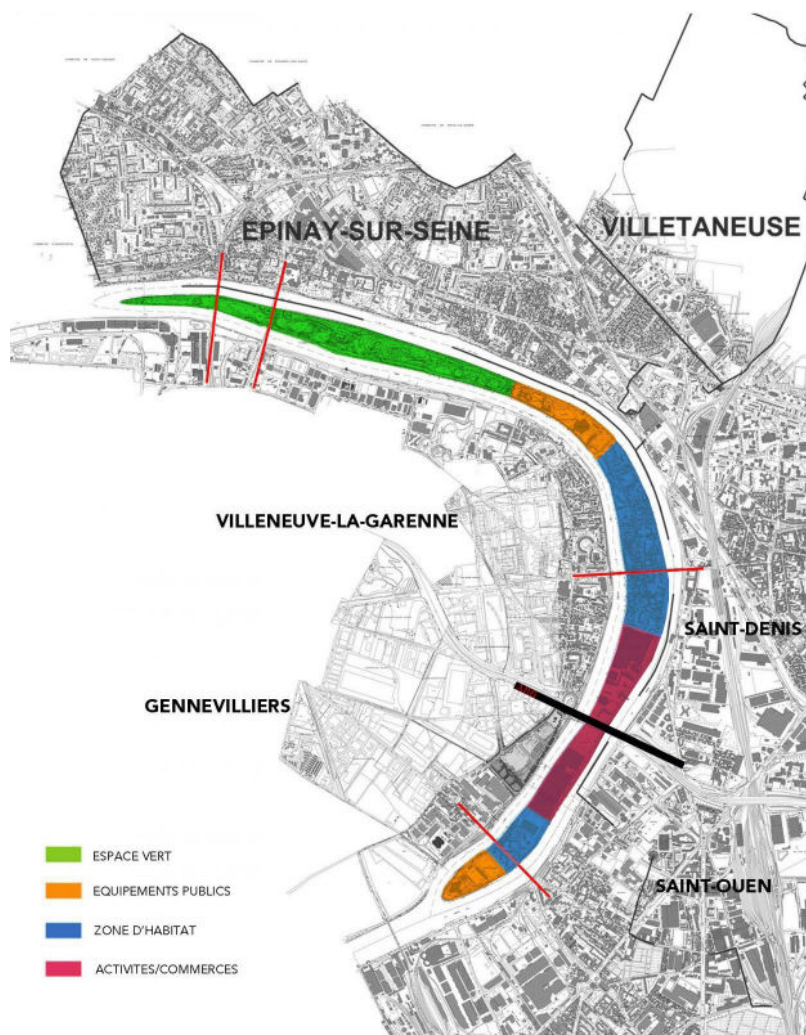 EPINAY-SUR-SEINE
VILLETANEUSE
VILLENEUVE-LA-GARENNE
SAINT-DENIS
GENNEVILLIERS
SAINT-OUEN
ESPACE VERT
EQUIPEMENTS PUBLICS
ZONE D'HABITAT
ACTIVITES/COMMERCES